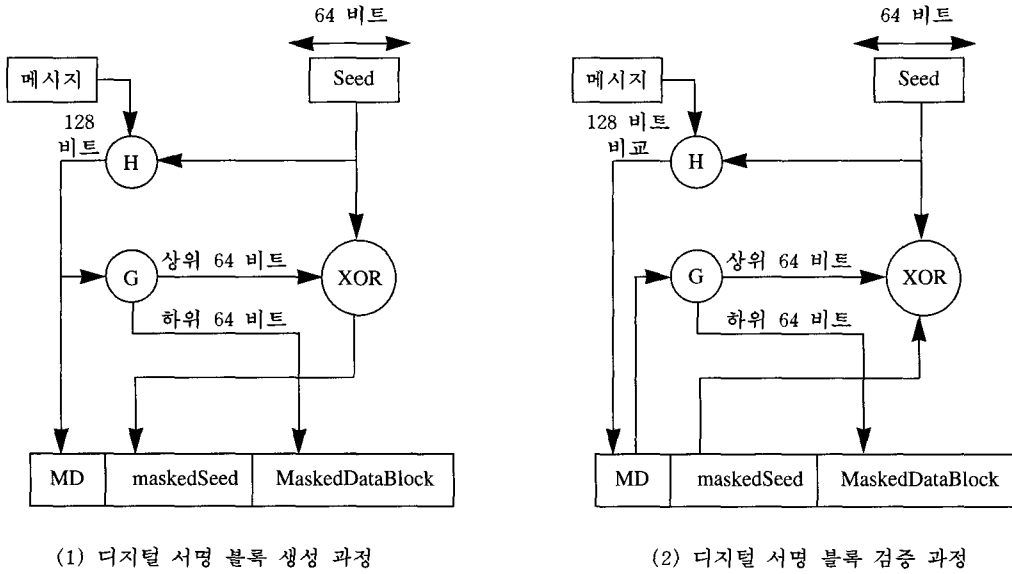 64 비트
메시지
Seed
128
비트
H
G
상위 64 비트
XOR
하위 64 비트
MD
maskedSeed
MaskedDataBlock
(1) 디지털 서명 블록 생성 과정
64 비트
메시지
Seed
128 비트
비교
H
G
상위 64 비트
XOR
하위 64 비트
MD
maskedSeed
MaskedDataBlock
(2) 디지털 서명 블록 검증 과정